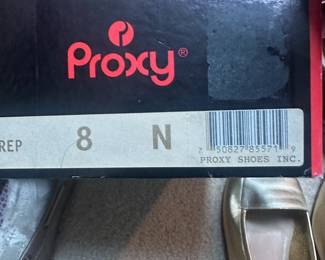 Proxy®
REP 8 N
7 50827 85571 9
PROXY SHOES INC.